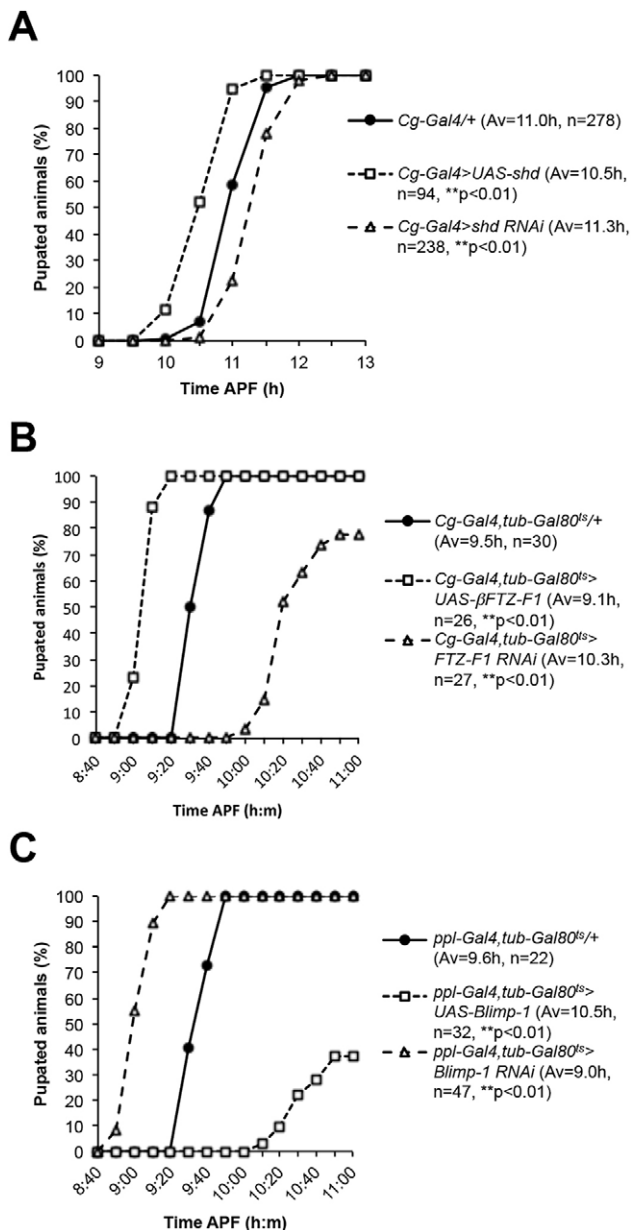 A
Pupated animals (%)
100
90
80
70
60
50
40
30
20
10
0
9
10
11
12
13
Time APF (h)
Cg-Gal4/+ (Av=11.0h, n=278)
Cg-Gal4>UAS-shd (Av=10.5h,
n=94, **p<0.01)
Cg-Gal4>shd RNAi (Av=11.3h,
n=238, **p<0.01)
B
Pupated animals (%)
100
90
80
70
60
50
40
30
20
10
0
8:40
9:00
9:20
9:40
10:00
10:20
10:40
11:00
Time APF (h:m)
Cg-Gal4,tub-Gal80ts/+
(Av=9.5h, n=30)
Cg-Gal4,tub-Gal80ts>
UAS-βFTZ-F1 (Av=9.1h,
n=26, **p<0.01)
Cg-Gal4,tub-Gal80ts>
FTZ-F1 RNAi (Av=10.3h,
n=27, **p<0.01)
C
Pupated animals (%)
100
90
80
70
60
50
40
30
20
10
0
8:40
9:00
9:20
9:40
10:00
10:20
10:40
11:00
Time APF (h:m)
ppl-Gal4,tub-Gal80ts/+
(Av=9.6h, n=22)
ppl-Gal4,tub-Gal80ts>
UAS-Blimp-1 (Av=10.5h,
n=32, **p<0.01)
ppl-Gal4,tub-Gal80ts>
Blimp-1 RNAi (Av=9.0h,
n=47, **p<0.01)